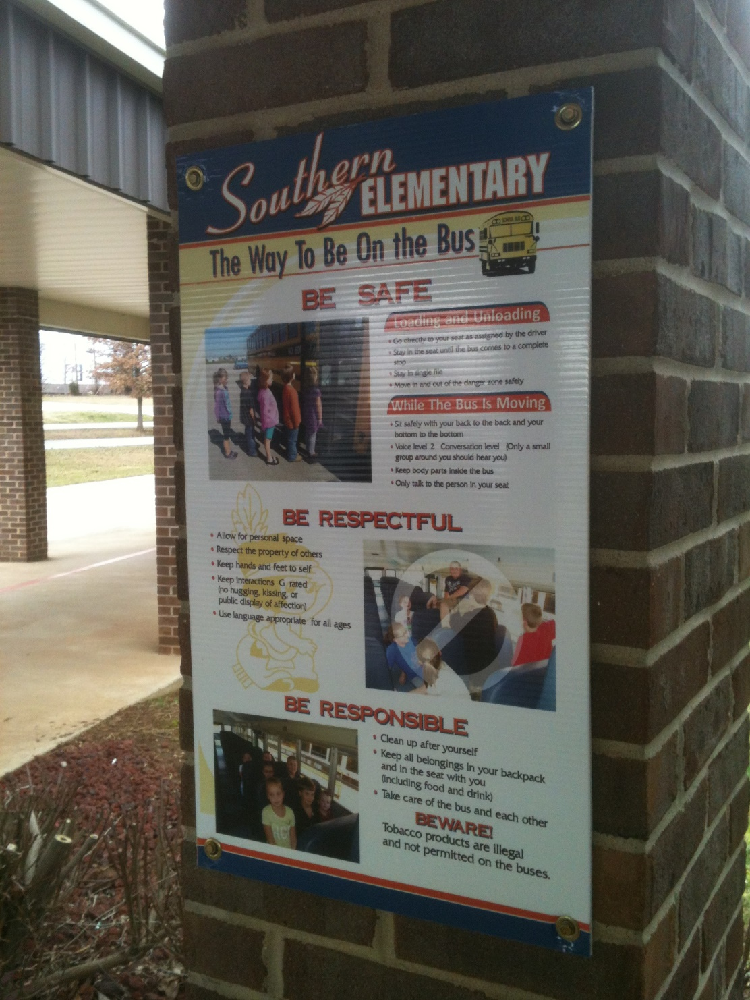 Southern
ELEMENTARY
The Way To Be On the Bus
SCHOOL BUS
BE SAFE
Loading and Unloading
• Go directly to your seat as assigned by the driver
• Stay in the seat until the bus comes to a complete
stop
• Stay in single file
• Move in and out of the danger zone safely
While The Bus Is Moving
• Sit safely with your back to the back and your
bottom to the bottom
• Voice level 2 Conversation level (Only a small
group around you should hear you)
• Keep body parts inside the bus
• Only talk to the person in your seat
BE RESPECTFUL
• Allow for personal space
• Respect the property of others
• Keep hands and feet to self
• Keep interactions G rated
(no hugging, kissing, or
public display of affection)
• Use language appropriate for all ages
BE RESPONSIBLE
• Clean up after yourself
• Keep all belongings in your backpack
and in the seat with you
(including food and drink)
• Take care of the bus and each other
BEWARE!
Tobacco products are illegal
and not permitted on the buses.